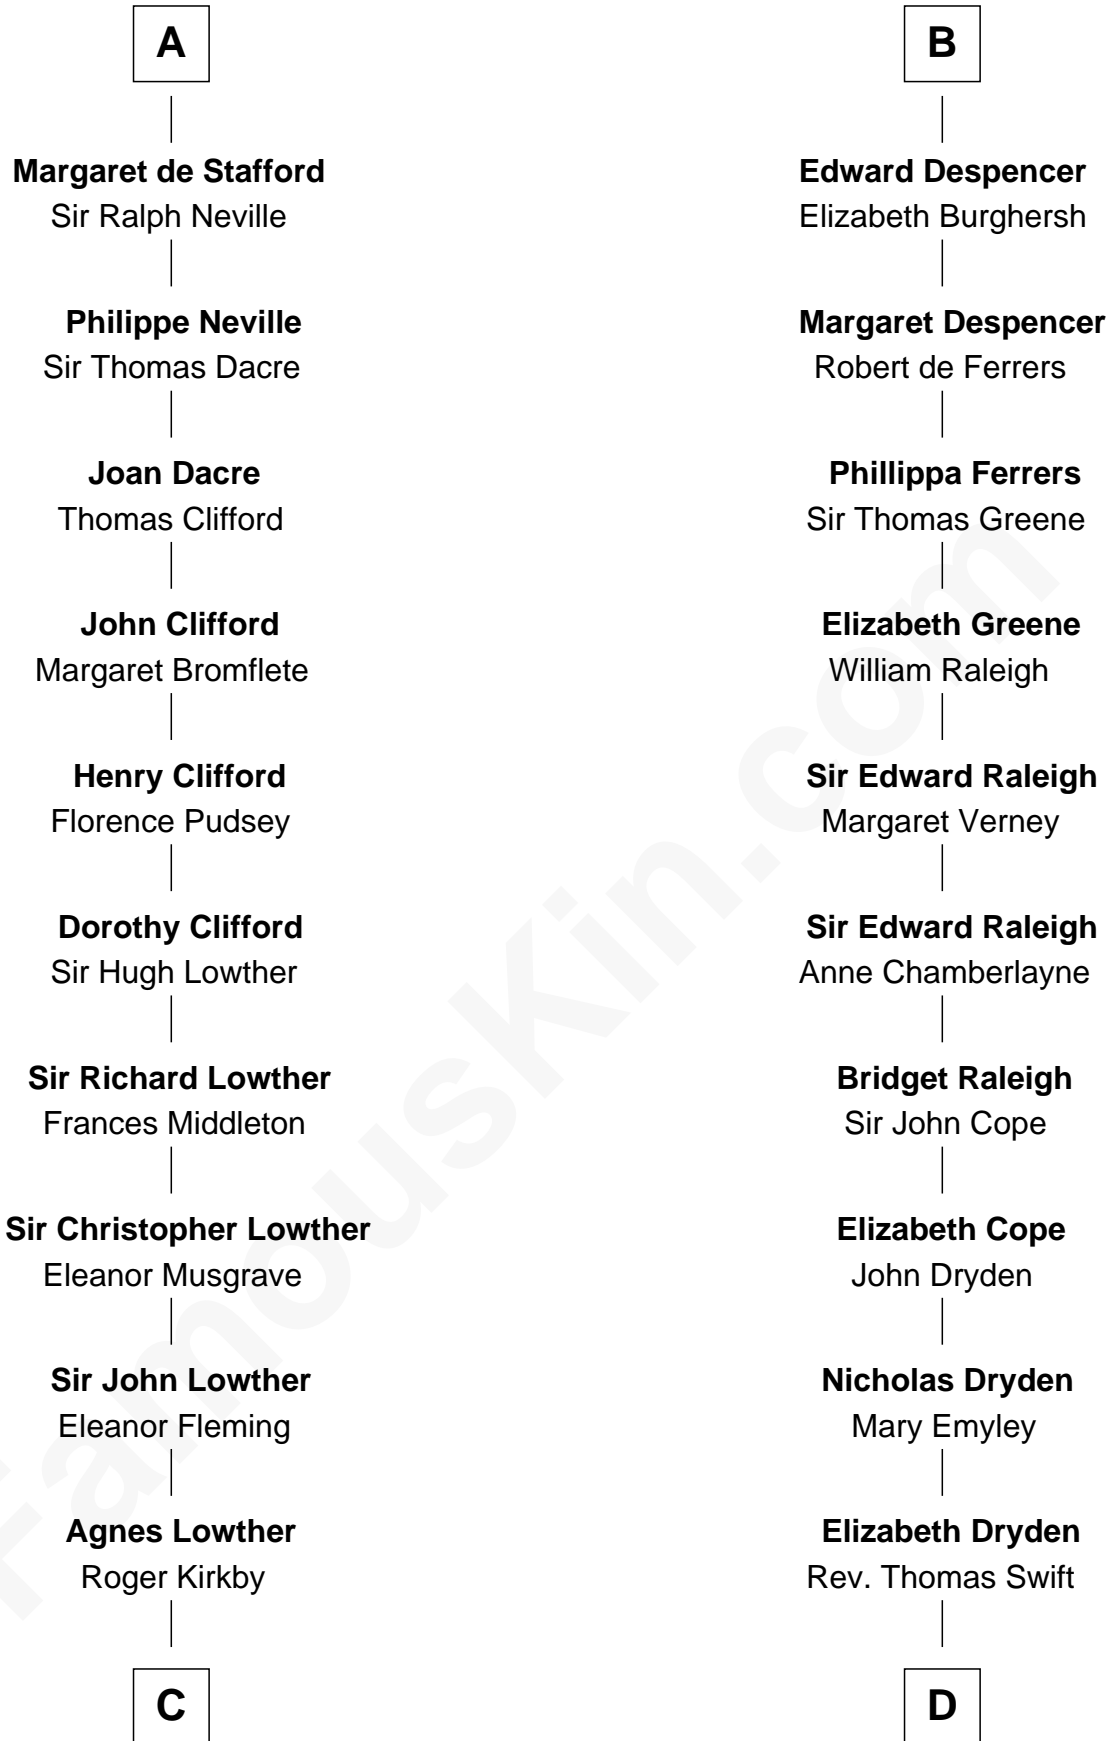 A
Margaret de Stafford
Sir Ralph Neville
Philippe Neville
Sir Thomas Dacre
Joan Dacre
Thomas Clifford
John Clifford
Margaret Bromflete
Henry Clifford
Florence Pudsey
Dorothy Clifford
Sir Hugh Lowther
Sir Richard Lowther
Frances Middleton
Sir Christopher Lowther
Eleanor Musgrave
Sir John Lowther
Eleanor Fleming
Agnes Lowther
Roger Kirkby
C
B
Edward Despencer
Elizabeth Burghersh
Margaret Despencer
Robert de Ferrers
Phillippa Ferrers
Sir Thomas Greene
Elizabeth Greene
William Raleigh
Sir Edward Raleigh
Margaret Verney
Sir Edward Raleigh
Anne Chamberlayne
Bridget Raleigh
Sir John Cope
Elizabeth Cope
John Dryden
Nicholas Dryden
Mary Emyley
Elizabeth Dryden
Rev. Thomas Swift
D
FamousKin.com